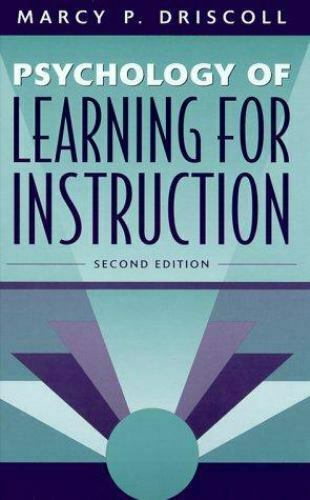 MARCY P. DRISCOLL
PSYCHOLOGY OF
LEARNING FOR
INSTRUCTION
SECOND EDITION